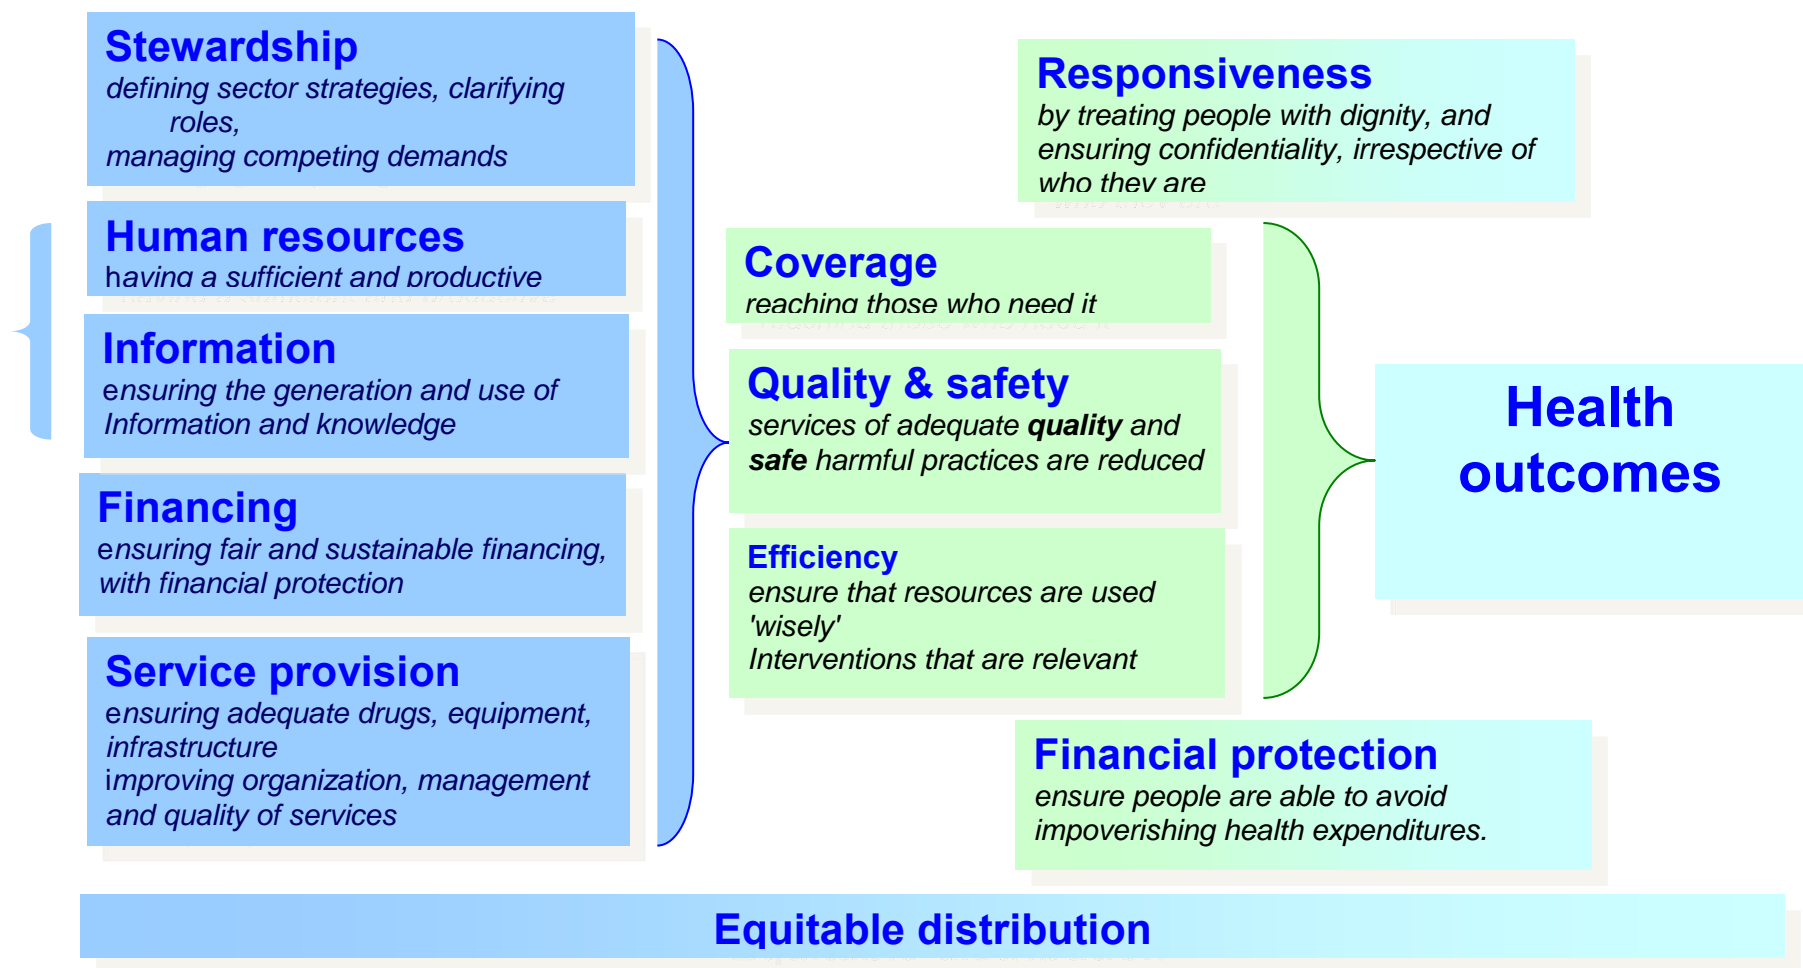 Stewardship
defining sector strategies, clarifying
roles,
managing competing demands
Human resources
having a sufficient and productive
Information
ensuring the generation and use of
Information and knowledge
Financing
ensuring fair and sustainable financing,
with financial protection
Service provision
ensuring adequate drugs, equipment,
infrastructure
improving organization, management
and quality of services
Coverage
reaching those who need it
Quality & safety
services of adequate quality and
safe harmful practices are reduced
Efficiency
ensure that resources are used
'wisely'
Interventions that are relevant
Responsiveness
by treating people with dignity, and
ensuring confidentiality, irrespective of
who they are
Financial protection
ensure people are able to avoid
impoverishing health expenditures.
Health
outcomes
Equitable distribution